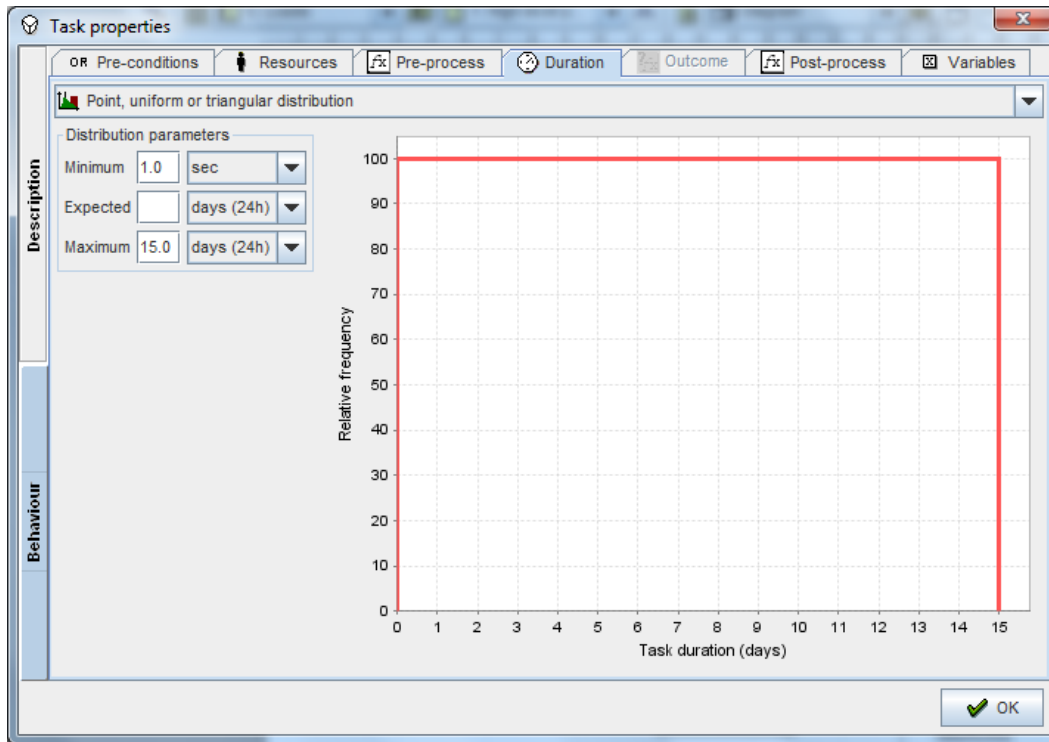 Task properties
OR Pre-conditions
Resources
fx Pre-process
Duration
Outcome
fx Post-process
Variables
Description
Behaviour
Point, uniform or triangular distribution
Distribution parameters
Minimum 1.0 sec
Expected days (24h)
Maximum 15.0 days (24h)
Relative frequency
100
90
80
70
60
50
40
30
20
10
0
0 1 2 3 4 5 6 7 8 9 10 11 12 13 14 15
Task duration (days)
OK